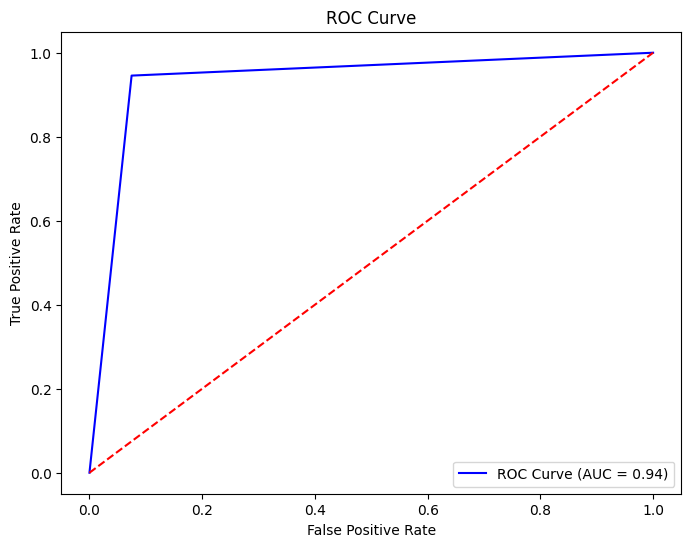 ROC Curve
1.0
0.8
0.6
0.4
0.2
0.0
True Positive Rate
0.0 0.2 0.4 0.6 0.8 1.0
False Positive Rate
ROC Curve (AUC = 0.94)